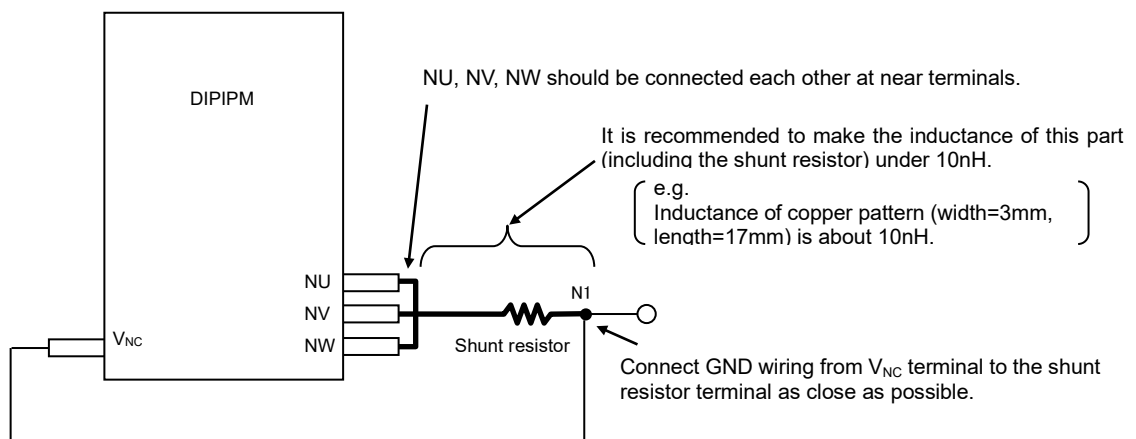 NU, NV, NW should be connected each other at near terminals.
DIPIPM
It is recommended to make the inductance of this part
(including the shunt resistor) under 10nH.
e.g.
Inductance of copper pattern (width=3mm,
length=17mm) is about 10nH.
NU
NV
NW
N1
VNC
Shunt resistor
Connect GND wiring from VNC terminal to the shunt
resistor terminal as close as possible.